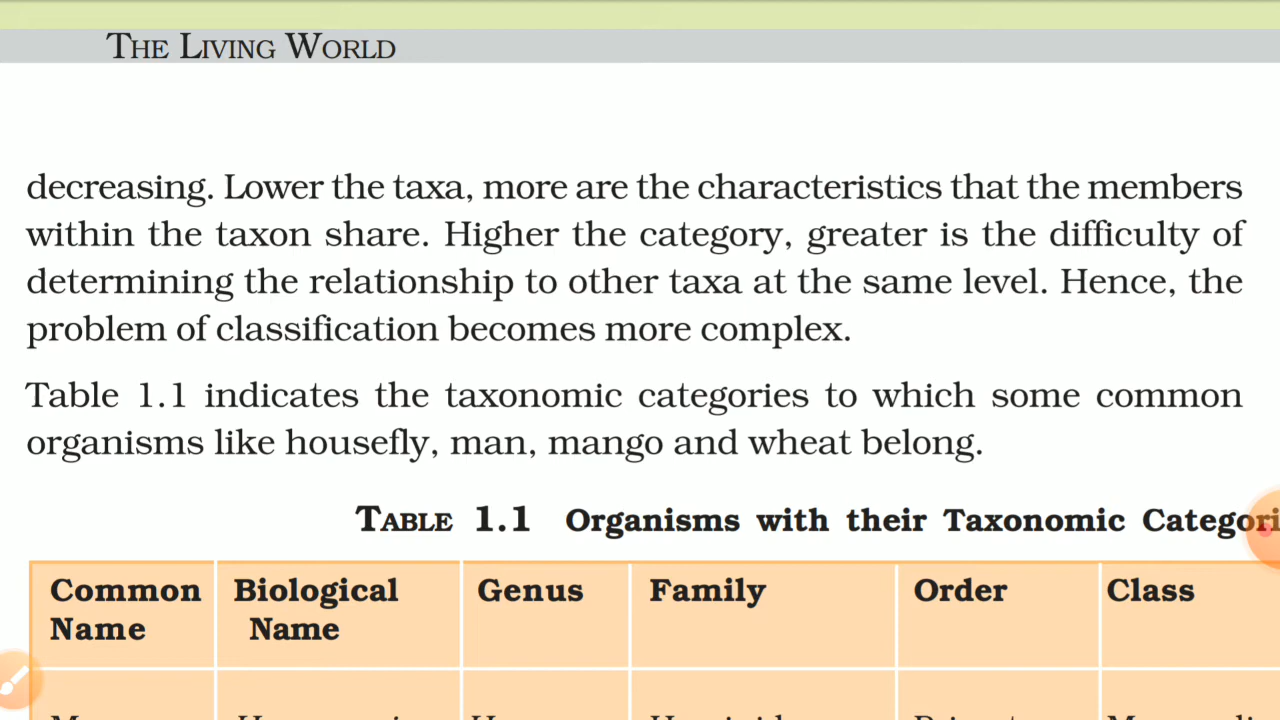 THE LIVING WORLD
decreasing. Lower the taxa, more are the characteristics that the members
within the taxon share. Higher the category, greater is the difficulty of
determining the relationship to other taxa at the same level. Hence, the
problem of classification becomes more complex.
Table 1.1 indicates the taxonomic categories to which some common
organisms like housefly, man, mango and wheat belong.
TABLE 1.1 Organisms with their Taxonomic Categori
Common Name
Biological Name
Genus
Family
Order
Class